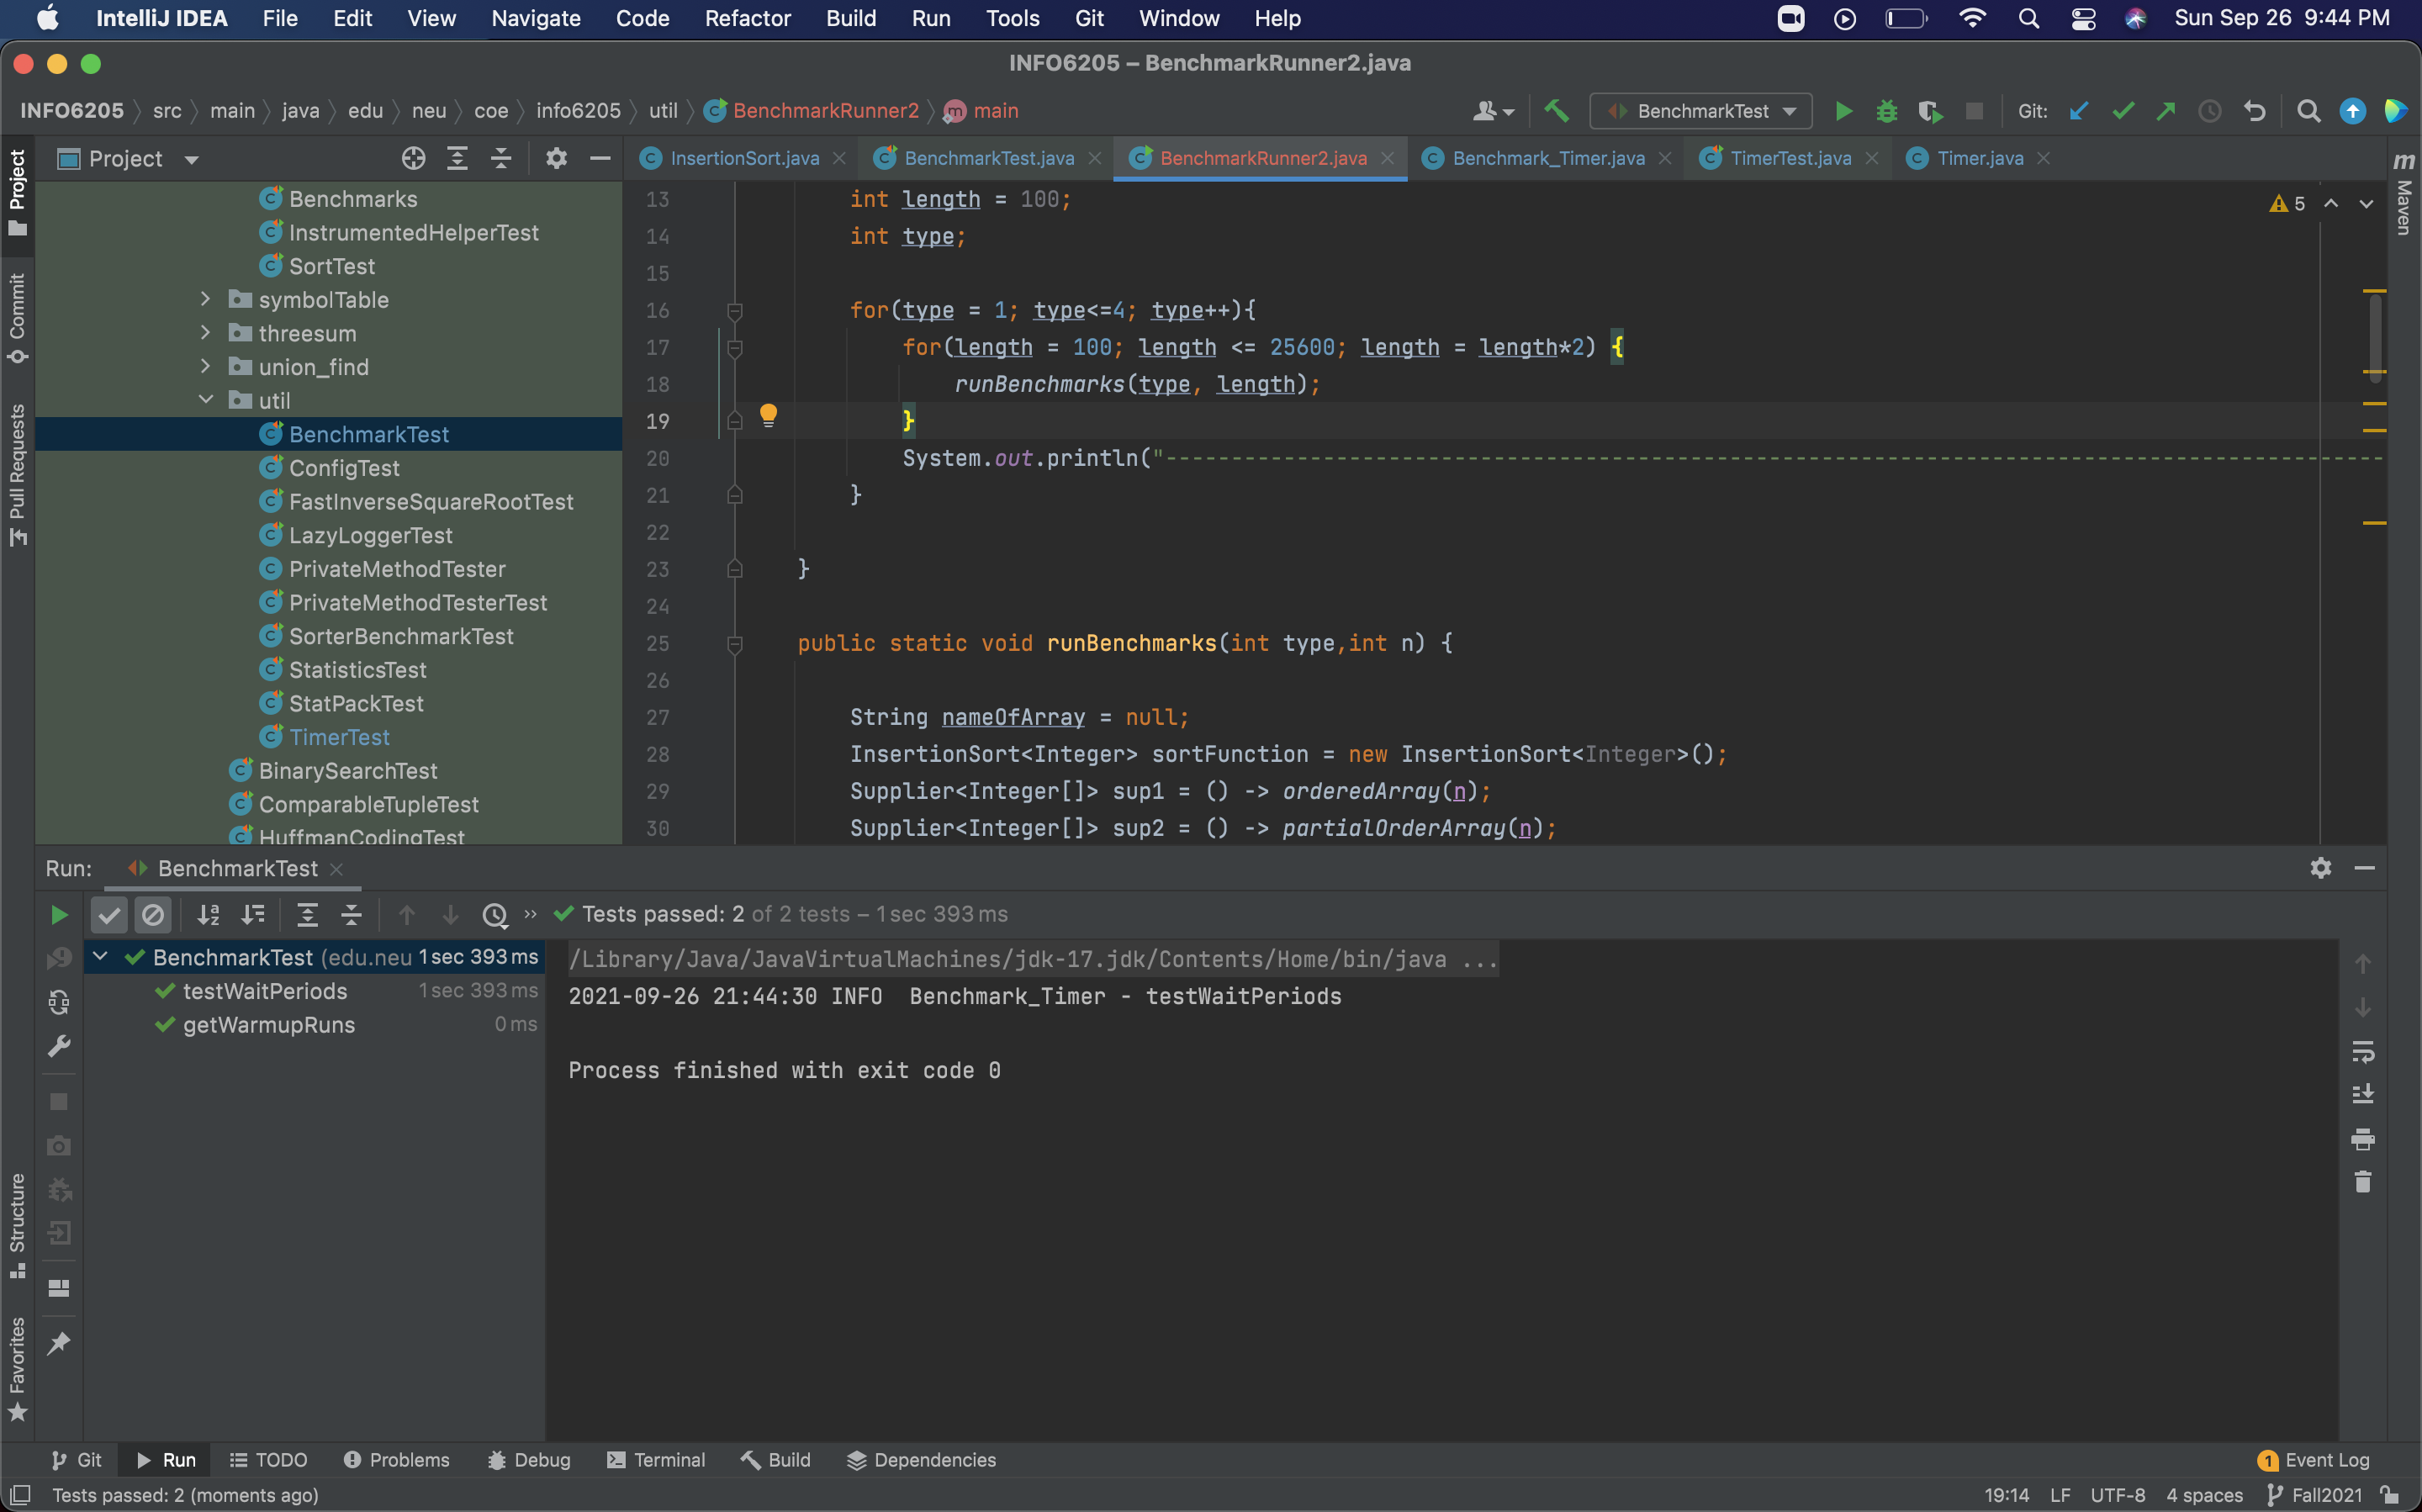 IntelliJ IDEA File Edit View Navigate Code Refactor Build Run Tools Git Window Help Sun Sep 26 9:44 PM
INFO6205 – BenchmarkRunner2.java
INFO6205 src main java edu neu coe info6205 util BenchmarkRunner2 main BenchmarkTest Git:
Project
InsertionSort.java BenchmarkTest.java BenchmarkRunner2.java Benchmark_Timer.java TimerTest.java Timer.java
Maven
Project
Commit
Pull Requests
Structure
Favorites
Benchmarks
InstrumentedHelperTest
SortTest
symbolTable
threesum
union_find
util
BenchmarkTest
ConfigTest
FastInverseSquareRootTest
LazyLoggerTest
PrivateMethodTester
PrivateMethodTesterTest
SorterBenchmarkTest
StatisticsTest
StatPackTest
TimerTest
BinarySearchTest
ComparableTupleTest
HuffmanCodingTest
5
13 int length = 100;
14 int type;
15
16 for(type = 1; type<=4; type++){
17 for(length = 100; length <= 25600; length = length*2) {
18 runBenchmarks(type, length);
19 }
20 System.out.println("---------------------------------------------------------------------------------------------
21 }
22
23 }
24
25 public static void runBenchmarks(int type,int n) {
26
27 String nameOfArray = null;
28 InsertionSort<Integer> sortFunction = new InsertionSort<Integer>();
29 Supplier<Integer[]> sup1 = () -> orderedArray(n);
30 Supplier<Integer[]> sup2 = () -> partialOrderArray(n);
Run: BenchmarkTest
Tests passed: 2 of 2 tests – 1 sec 393 ms
BenchmarkTest (edu.neu 1 sec 393 ms
testWaitPeriods 1 sec 393 ms
getWarmupRuns 0 ms
/Library/Java/JavaVirtualMachines/jdk-17.jdk/Contents/Home/bin/java ...
2021-09-26 21:44:30 INFO  Benchmark_Timer - testWaitPeriods
Process finished with exit code 0
Git Run TODO Problems Debug Terminal Build Dependencies 1 Event Log
Tests passed: 2 (moments ago) 19:14 LF UTF-8 4 spaces Fall2021